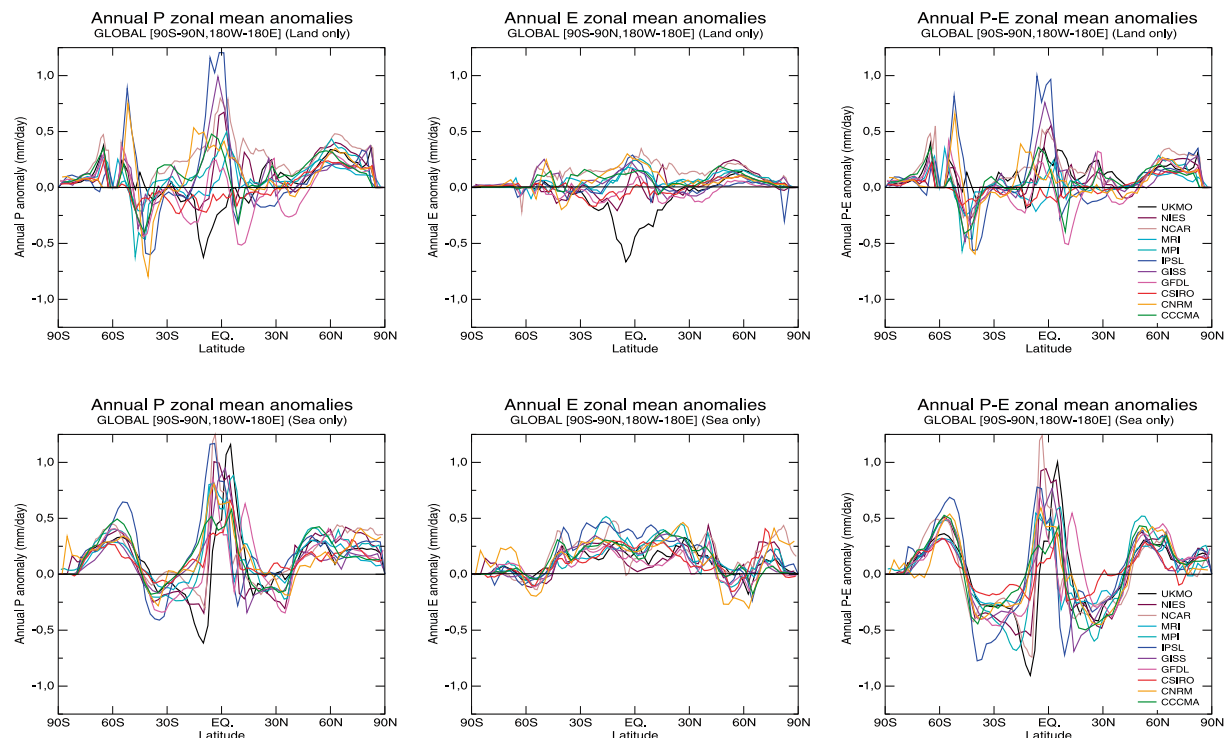 Annual P zonal mean anomalies
GLOBAL [90S-90N,180W-180E] (Land only)
Annual P anomaly (mm/day)
1,0
0,5
0,0
-0,5
-1,0
90S 60S 30S EQ. 30N 60N 90N
Latitude
Annual E zonal mean anomalies
GLOBAL [90S-90N,180W-180E] (Land only)
Annual E anomaly (mm/day)
1,0
0,5
0,0
-0,5
-1,0
90S 60S 30S EQ. 30N 60N 90N
Latitude
Annual P-E zonal mean anomalies
GLOBAL [90S-90N,180W-180E] (Land only)
Annual P-E anomaly (mm/day)
1,0
0,5
0,0
-0,5
-1,0
UKMO
NIES
NCAR
MRI
MPI
IPSL
GISS
GFDL
CSIRO
CNRM
CCCMA
90S 60S 30S EQ. 30N 60N 90N
Latitude
Annual P zonal mean anomalies
GLOBAL [90S-90N,180W-180E] (Sea only)
Annual P anomaly (mm/day)
1,0
0,5
0,0
-0,5
-1,0
90S 60S 30S EQ. 30N 60N 90N
Latitude
Annual E zonal mean anomalies
GLOBAL [90S-90N,180W-180E] (Sea only)
Annual E anomaly (mm/day)
1,0
0,5
0,0
-0,5
-1,0
90S 60S 30S EQ. 30N 60N 90N
Latitude
Annual P-E zonal mean anomalies
GLOBAL [90S-90N,180W-180E] (Sea only)
Annual P-E anomaly (mm/day)
1,0
0,5
0,0
-0,5
-1,0
UKMO
NIES
NCAR
MRI
MPI
IPSL
GISS
GFDL
CSIRO
CNRM
CCCMA
90S 60S 30S EQ. 30N 60N 90N
Latitude